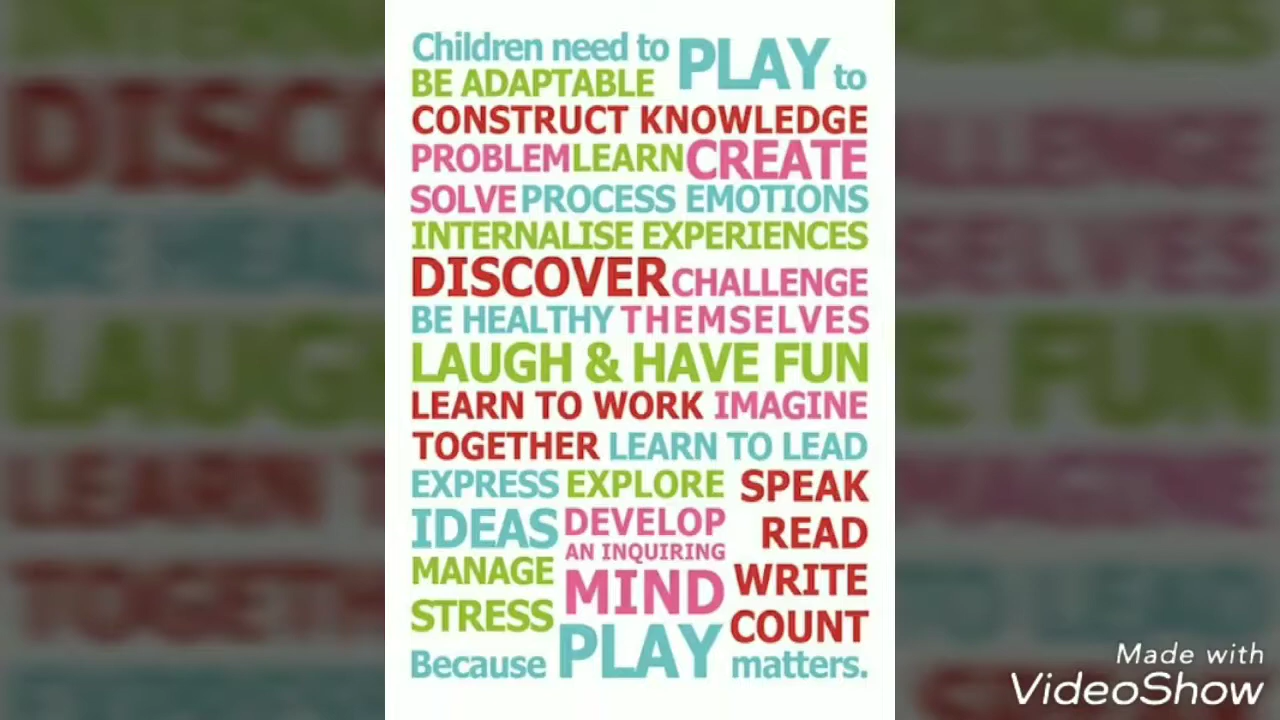 Children need to PLAY to
BE ADAPTABLE
CONSTRUCT KNOWLEDGE
PROBLEM LEARN CREATE
SOLVE PROCESS EMOTIONS
INTERNALISE EXPERIENCES
DISCOVER CHALLENGE
BE HEALTHY THEMSELVES
LAUGH & HAVE FUN
LEARN TO WORK IMAGINE
TOGETHER LEARN TO LEAD
EXPRESS EXPLORE SPEAK
IDEAS DEVELOP READ
AN INQUIRING
MANAGE MIND WRITE
STRESS COUNT
Because PLAY matters.
Made with
VideoShow